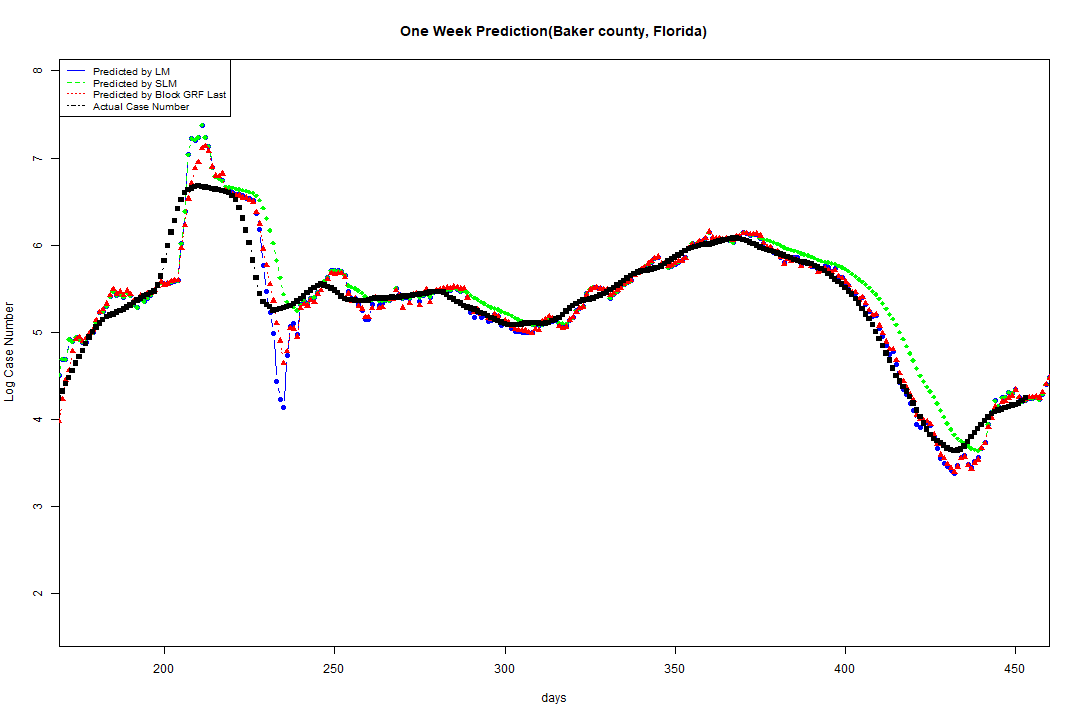 One Week Prediction(Baker county, Florida)
Predicted by LM
Predicted by SLM
Predicted by Block GRF Last
Actual Case Number
8
7
6
5
4
3
2
Log Case Number
200 250 300 350 400 450
days